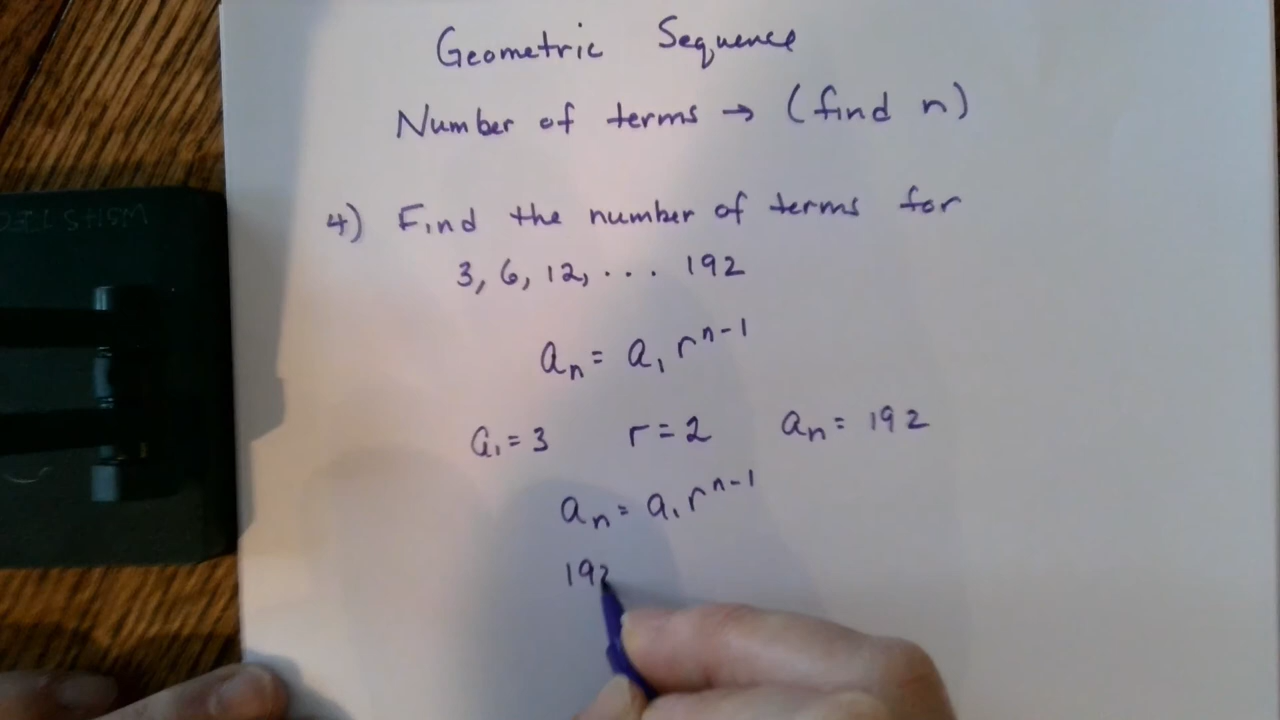 Geometric Sequence
Number of terms → (find n)
4) Find the number of terms for
3, 6, 12, ... 192
aₙ = a₁ rⁿ⁻¹
a₁ = 3 r = 2 aₙ = 192
aₙ = a₁ rⁿ⁻¹
192